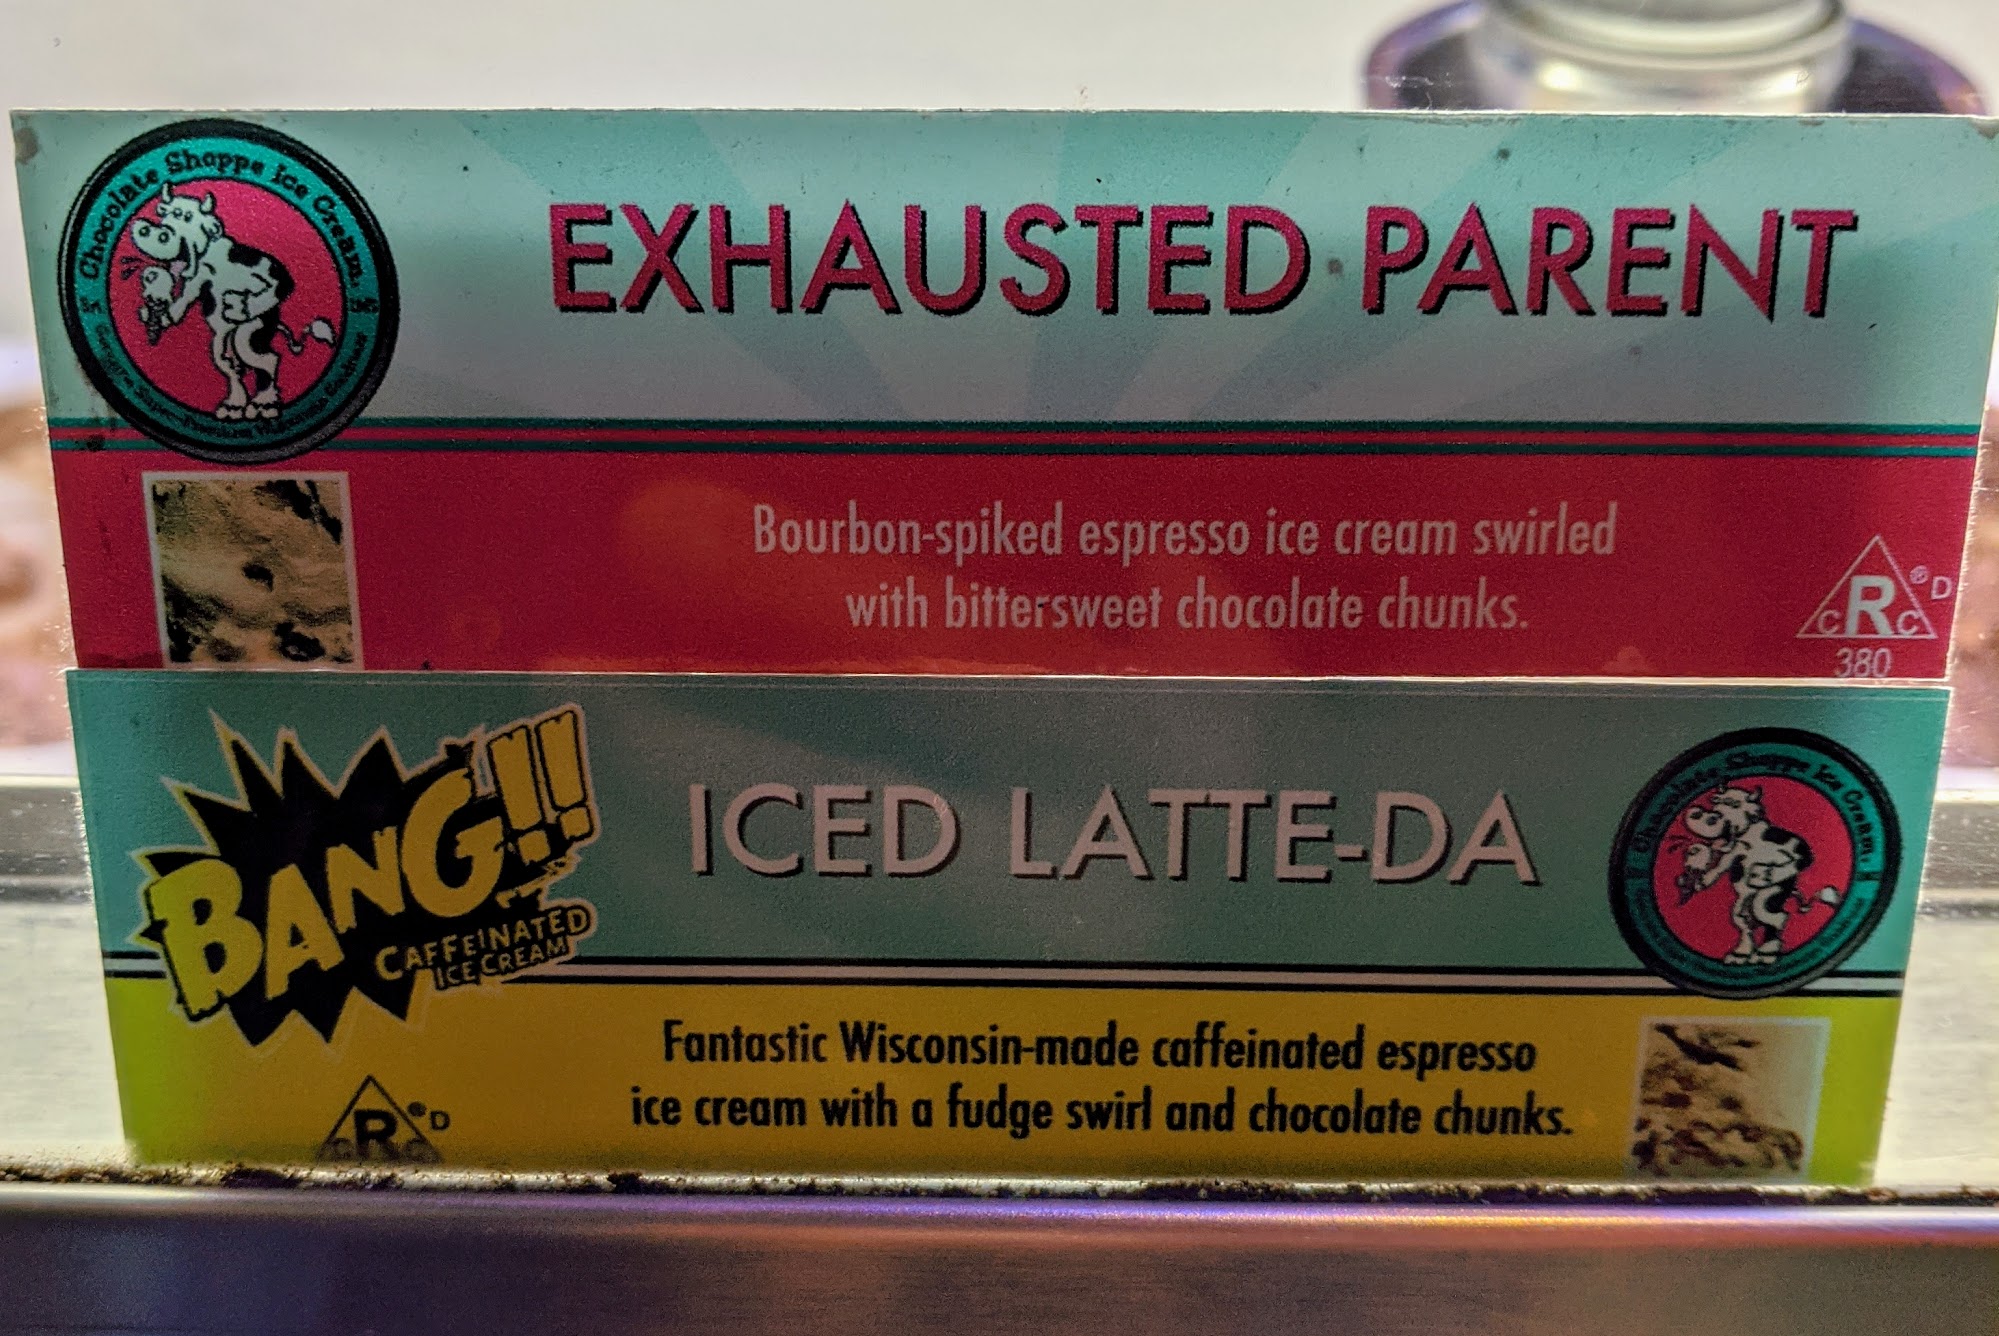 Chocolate Shoppe Ice Cream
EXHAUSTED PARENT
Bourbon-spiked espresso ice cream swirled
with bittersweet chocolate chunks.
CRC ® D
380
BANG!!
CAFFEINATED
ICE CREAM
ICED LATTE-DA
Chocolate Shoppe Ice Cream
Fantastic Wisconsin-made caffeinated espresso
ice cream with a fudge swirl and chocolate chunks.
CRC ® D